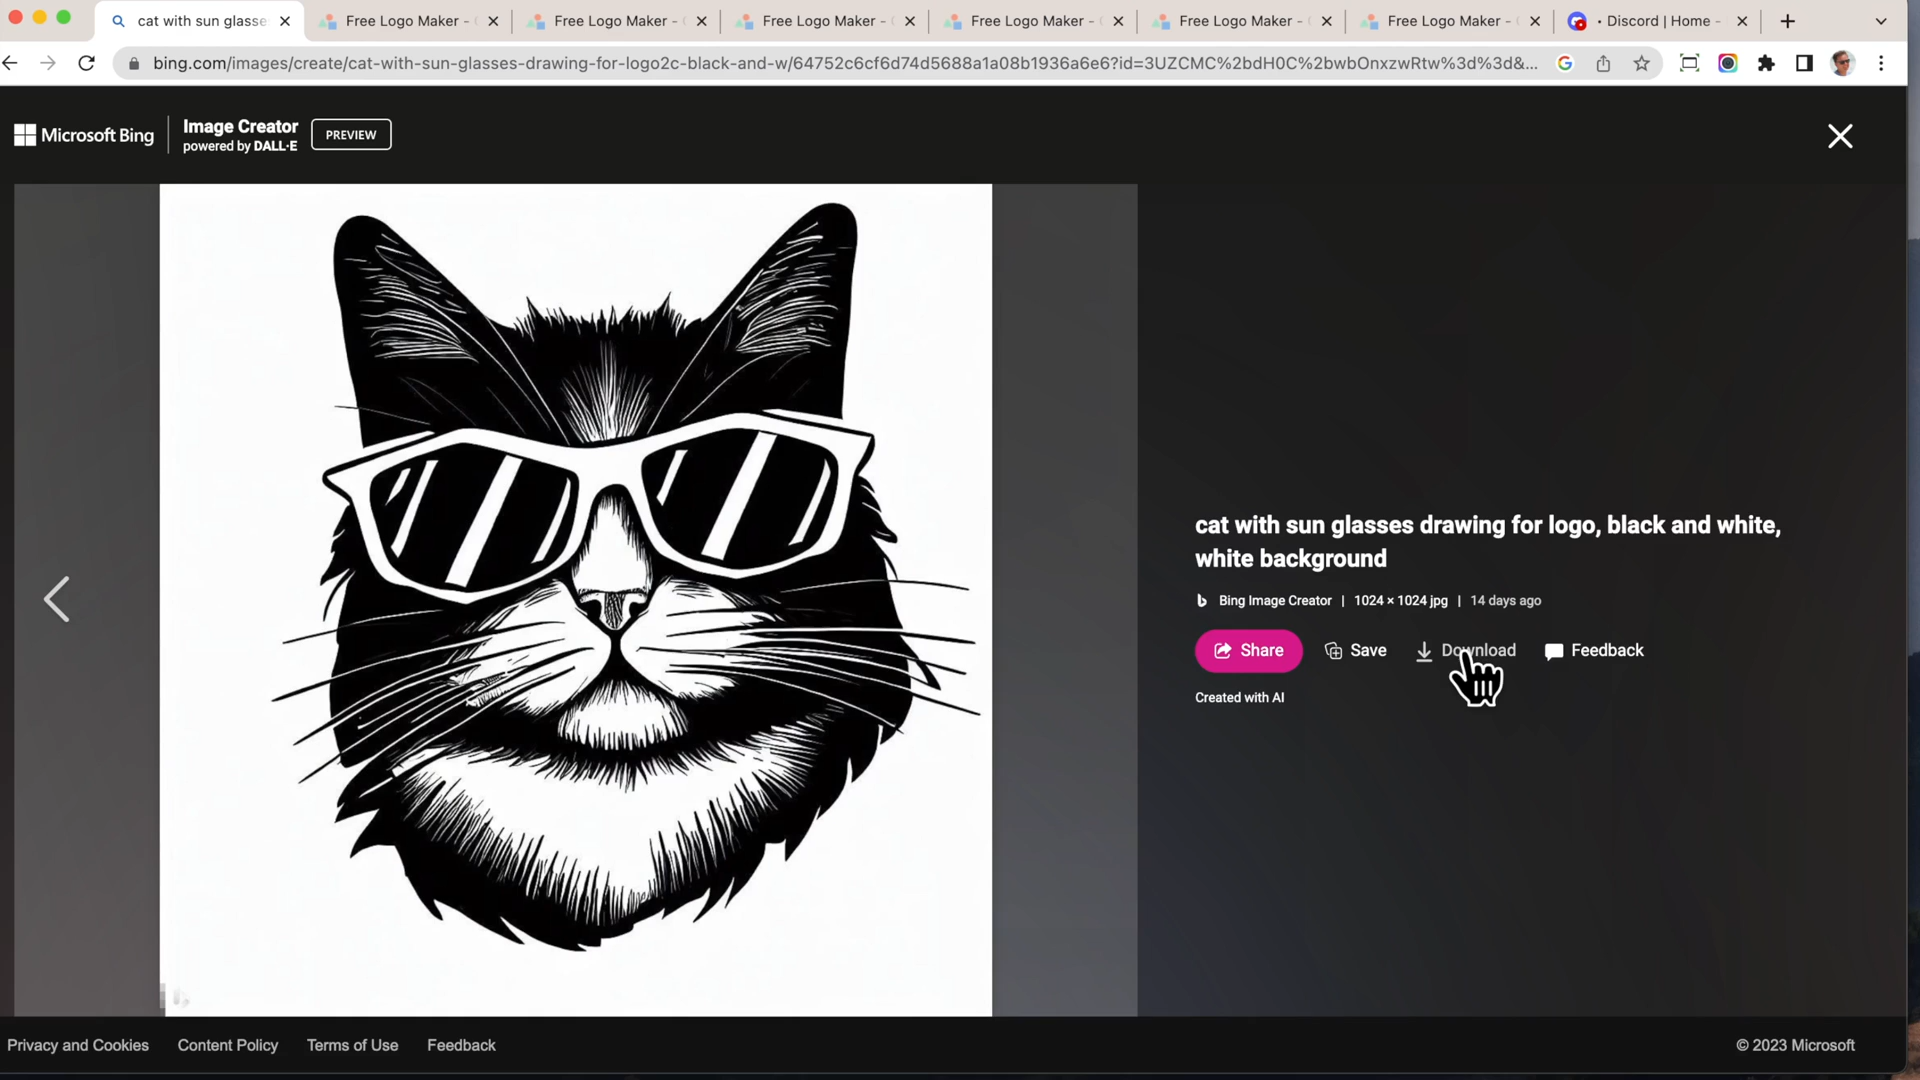 cat with sun glasse
Free Logo Maker -
Free Logo Maker -
Free Logo Maker -
Free Logo Maker -
Free Logo Maker -
Free Logo Maker -
• Discord | Home -
bing.com/images/create/cat-with-sun-glasses-drawing-for-logo2c-black-and-w/64752c6cf6d74d5688a1a08b1936a6e6?id=3UZCMC%2bdH0C%2bwbOnxzwRtw%3d%3d&...
Microsoft Bing
Image Creator
powered by DALL·E
PREVIEW
cat with sun glasses drawing for logo, black and white,
white background
Bing Image Creator | 1024 × 1024 jpg | 14 days ago
Share Save Download Feedback
Created with AI
Privacy and Cookies Content Policy Terms of Use Feedback © 2023 Microsoft